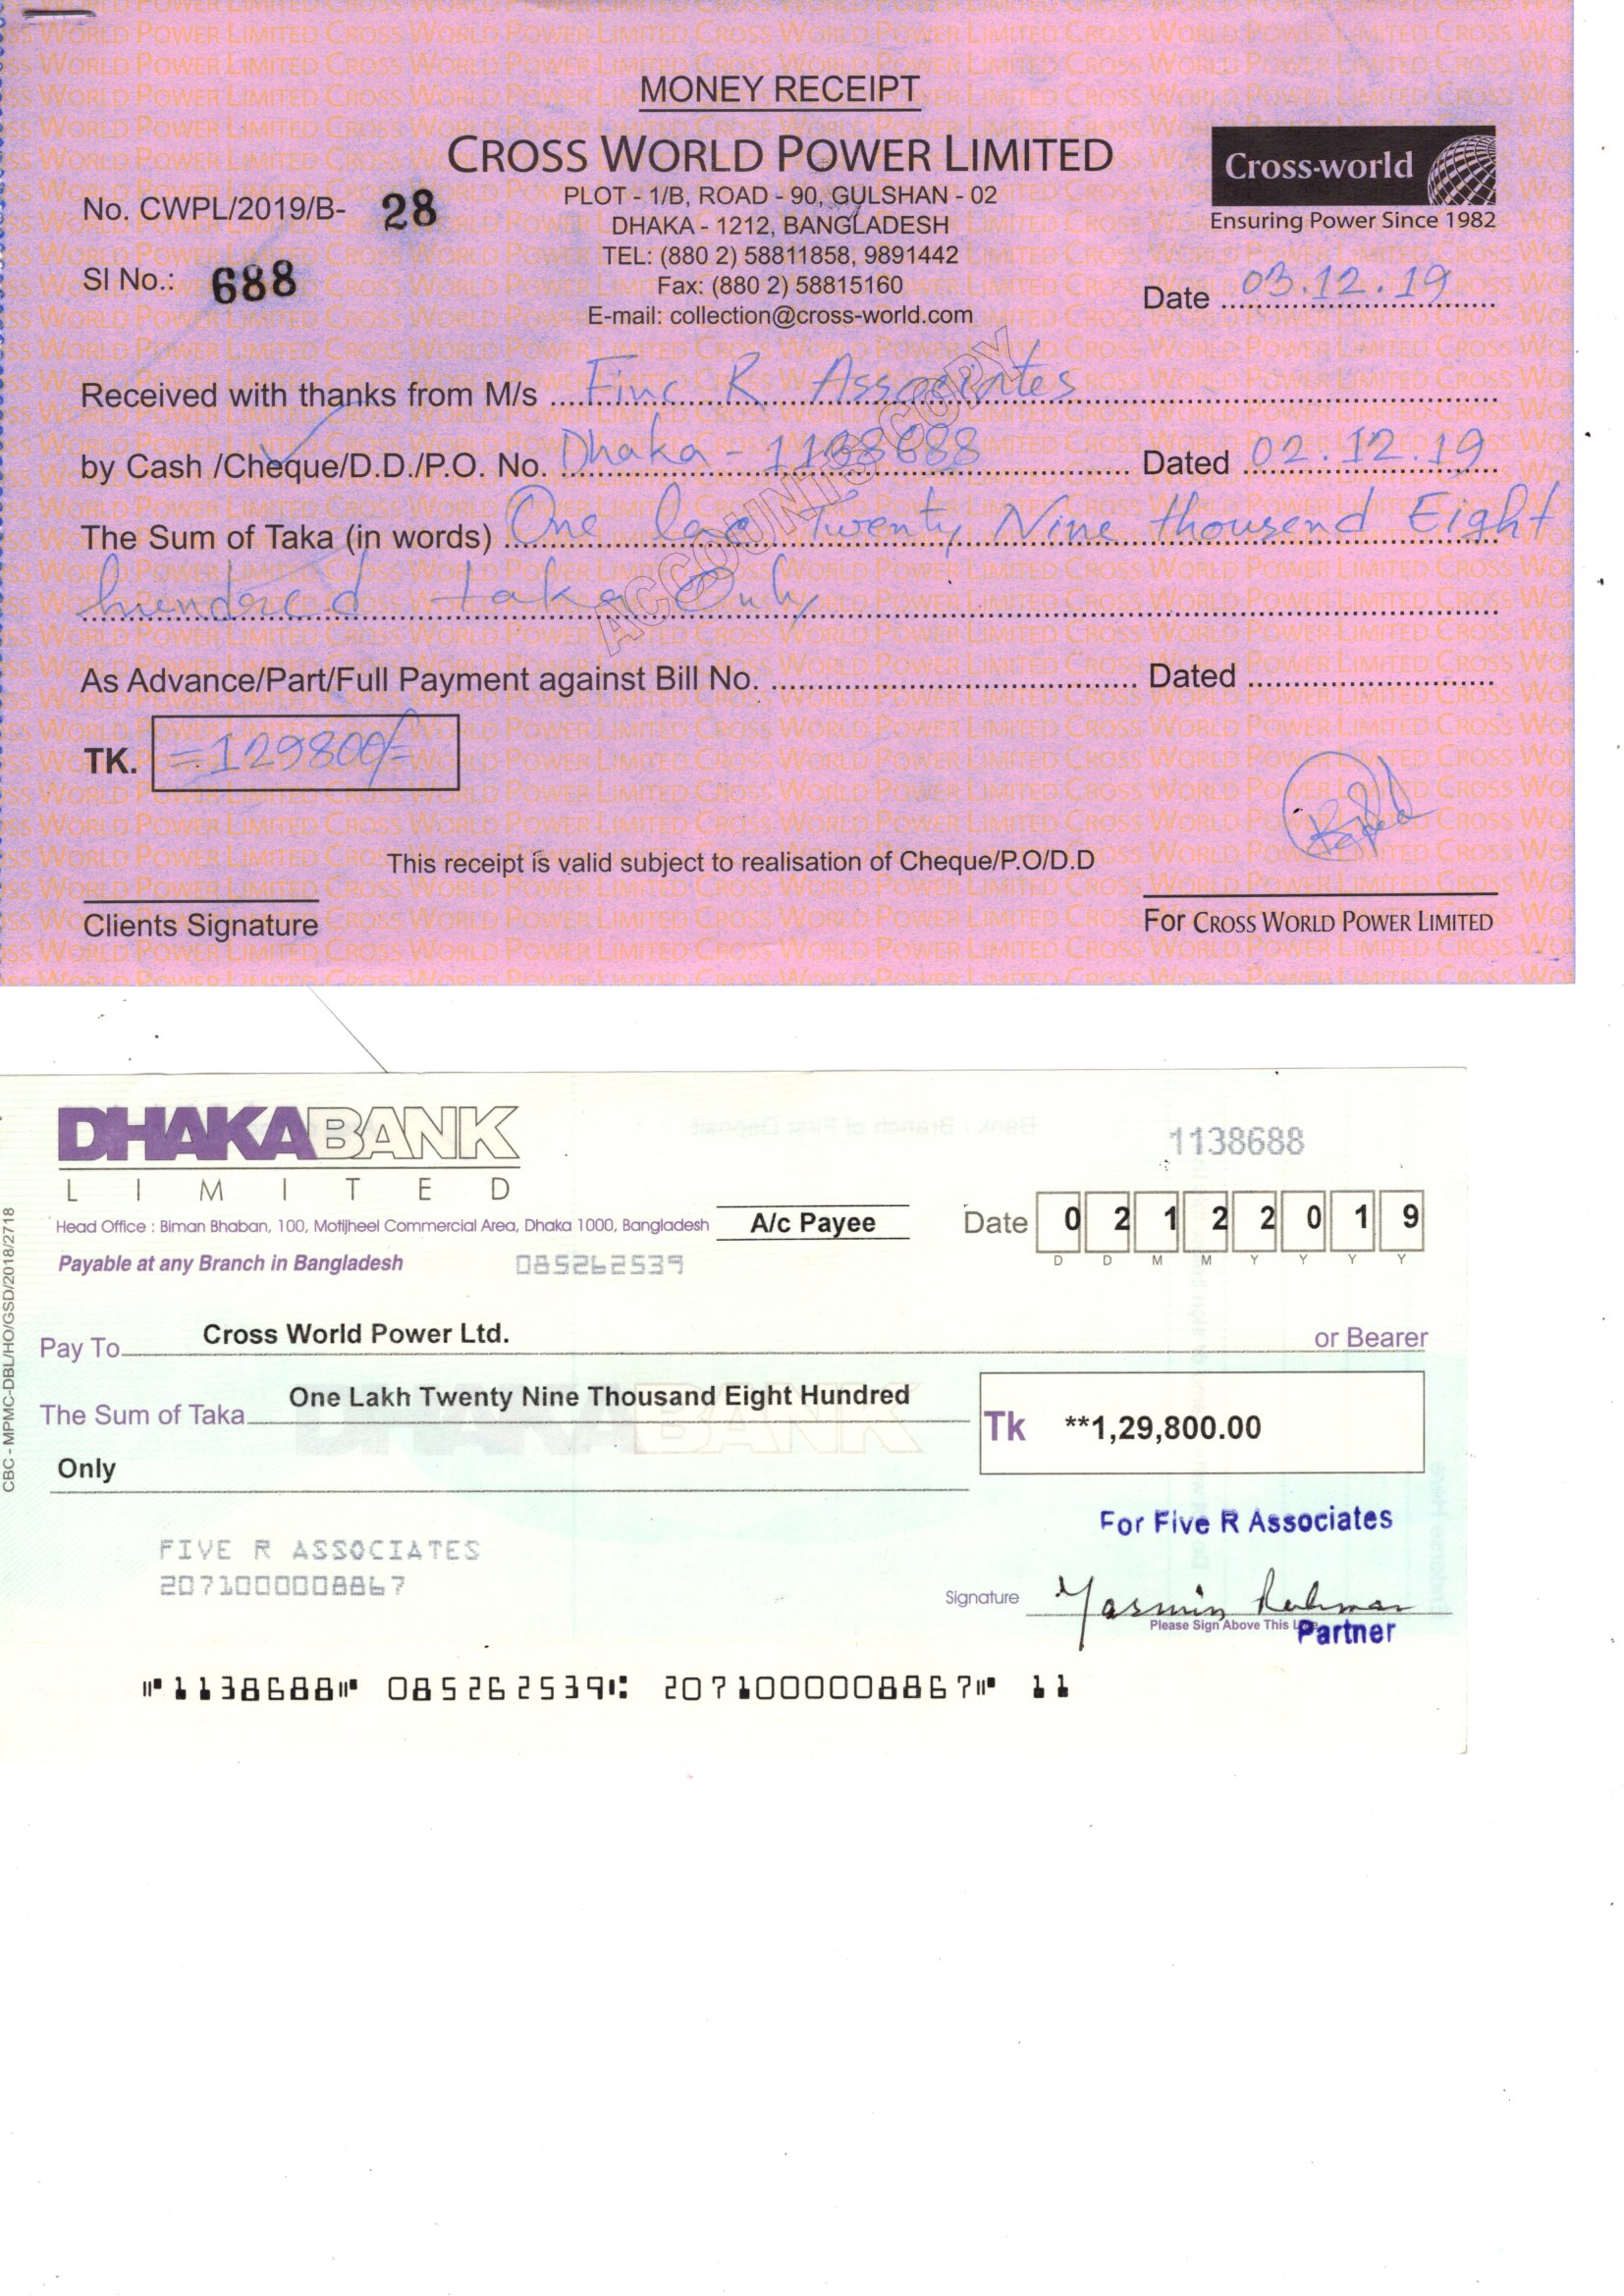 MONEY RECEIPT
CROSS WORLD POWER LIMITED
PLOT - 1/B, ROAD - 90, GULSHAN - 02
DHAKA - 1212, BANGLADESH
TEL: (880 2) 58811858, 9891442
Fax: (880 2) 58815160
E-mail: collection@cross-world.com
Cross-world
Ensuring Power Since 1982
No. CWPL/2019/B- 28
Sl No.: 688
Date 03.12.19
Received with thanks from M/s Finc R Associates
by Cash /Cheque/D.D./P.O. No. Dhaka - 1138688 Dated 02.12.19
The Sum of Taka (in words) One lac Twenty Nine thousend Eight
hundred taka Only
ACCOUNTS COPY
As Advance/Part/Full Payment against Bill No. Dated
TK. =129800/=
This receipt is valid subject to realisation of Cheque/P.O/D.D
Clients Signature
For CROSS WORLD POWER LIMITED
DHAKABANK
LIMITED
1138688
Head Office : Biman Bhaban, 100, Motijheel Commercial Area, Dhaka 1000, Bangladesh
A/c Payee
Date 0 2 1 2 2 0 1 9
D D M M Y Y Y Y
Payable at any Branch in Bangladesh
085262539
CBC - MPMC-DBL/HO/GSD/2018/2718
Pay To Cross World Power Ltd. or Bearer
The Sum of Taka One Lakh Twenty Nine Thousand Eight Hundred
Only
Tk **1,29,800.00
For Five R Associates
FIVE R ASSOCIATES
2071000008867
Signature Yasmin Rahman
Please Sign Above This
Partner
1138688 085262539 2071000008867 11